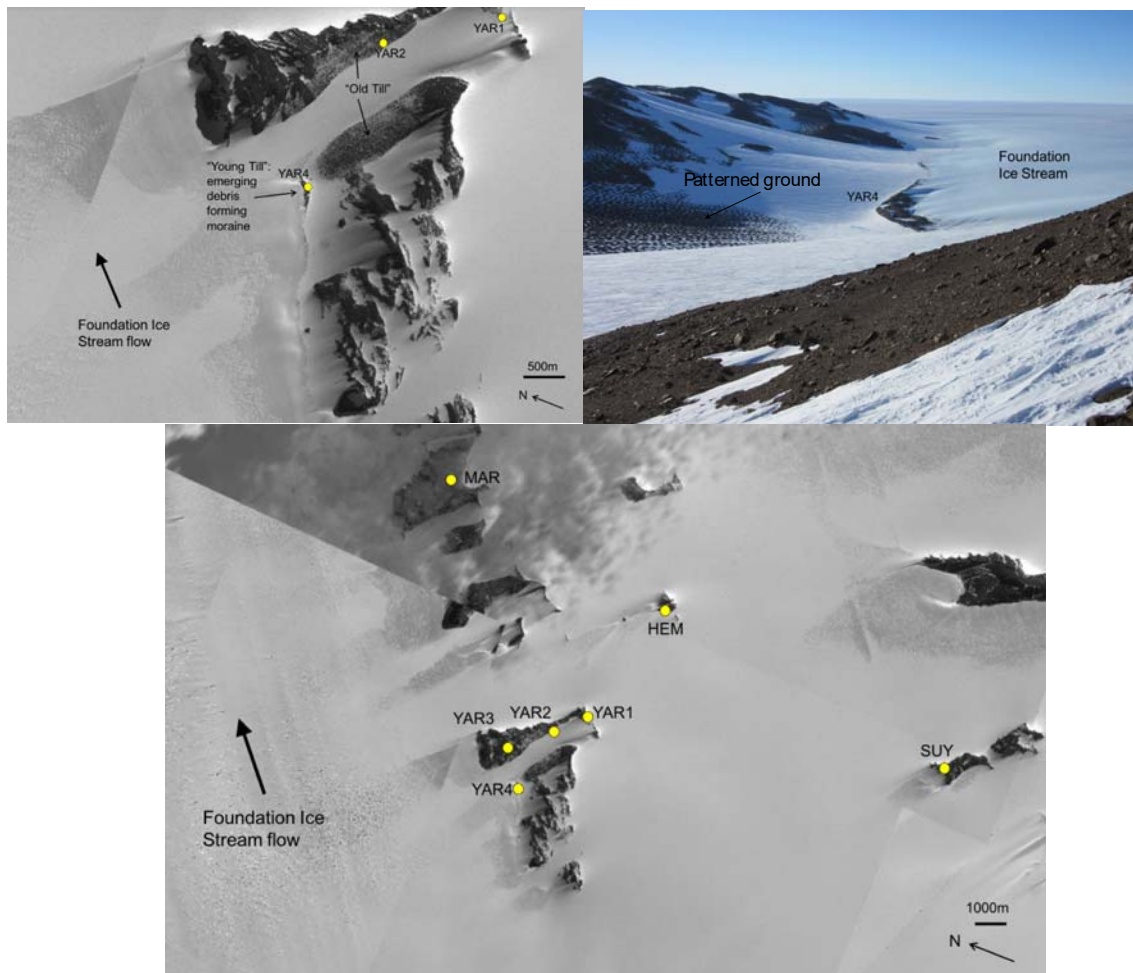 YAR1
YAR2
"Old Till"
"Young Till":
emerging
debris
forming
moraine
YAR4
Foundation Ice
Stream flow
500m
N
Foundation
Ice Stream
Patterned ground
YAR4
MAR
HEM
YAR3
YAR2
YAR1
YAR4
SUY
Foundation Ice
Stream flow
1000m
N